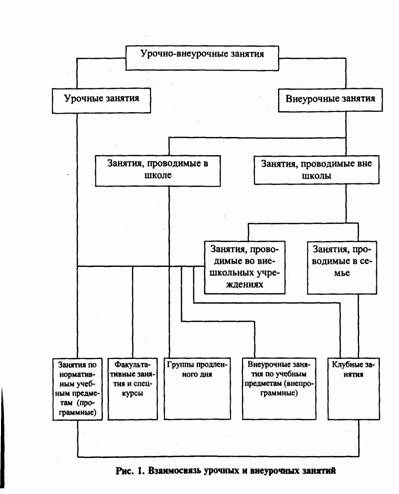 Урочно-внеурочные занятия
Урочные занятия
Внеурочные занятия
Занятия, проводимые в
школе
Занятия, проводимые вне
школы
Занятия, прово-
димые во вне-
школьных учре-
ждениях
Занятия, про-
водимые в се-
мье
Занятия по
норматив-
ным учеб-
ным предме-
там (про-
граммные)
Факульта-
тивные заня-
тия и спец-
курсы
Группы продлен-
ного дня
Внеурочные заня-
тия по учебным
предметам (внепро-
граммные)
Клубные за-
нятия
Рис. 1. Взаимосвязь урочных и внеурочных занятий